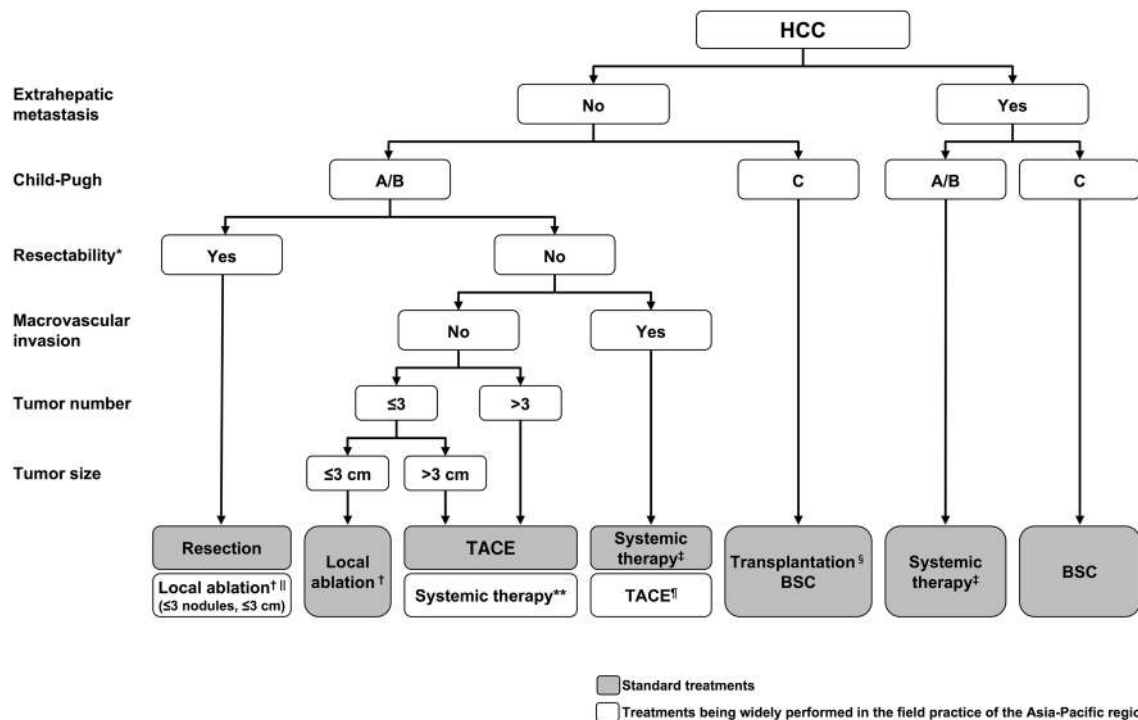 HCC
Extrahepatic
metastasis
No
Yes
Child-Pugh
A/B
C
A/B
C
Resectability*
Yes
No
Macrovascular
invasion
No
Yes
Tumor number
≤3
>3
Tumor size
≤3 cm
>3 cm
Resection
Local ablation† ||
(≤3 nodules, ≤3 cm)
Local
ablation †
TACE
Systemic therapy**
Systemic
therapy‡
TACE¶
Transplantation §
BSC
Systemic
therapy‡
BSC
Standard treatments
Treatments being widely performed in the field practice of the Asia-Pacific regio